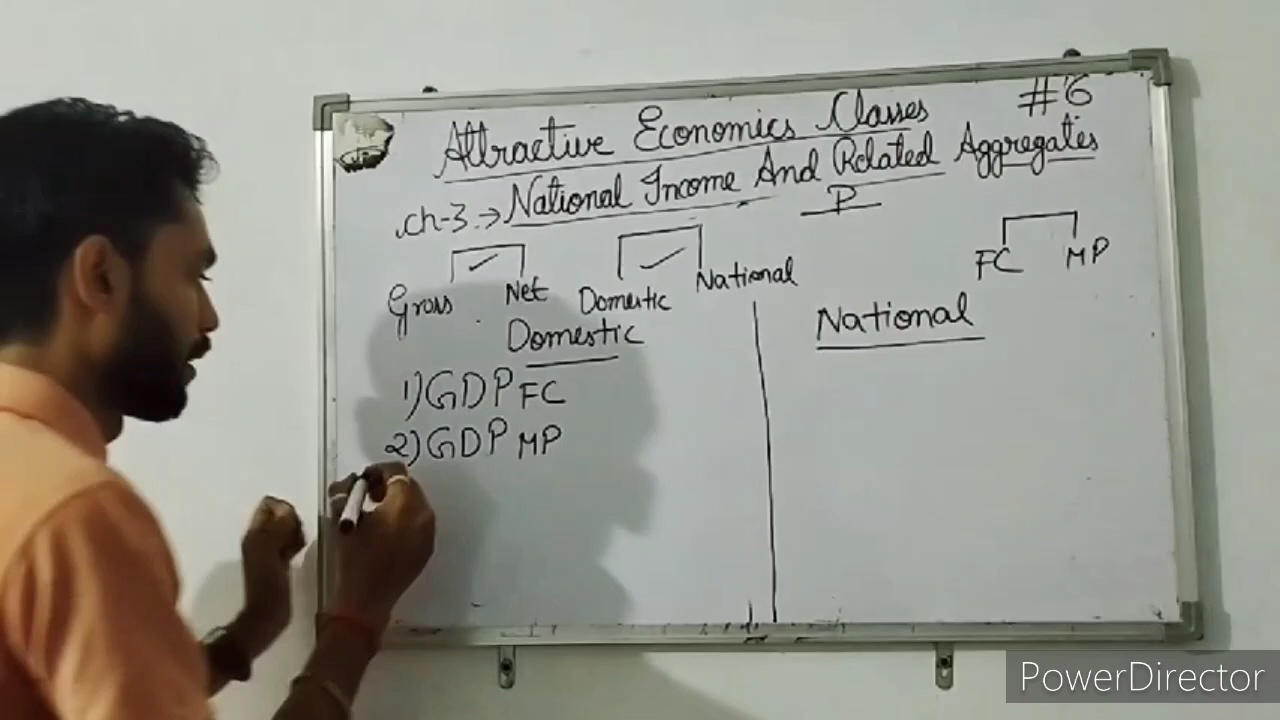 #6
Attractive Economics Classes
Ch-3 :→ National Income And Related Aggregates
P
Gross Net Domestic National FC MP
Domestic National
1) GDP FC
2) GDP MP
PowerDirector